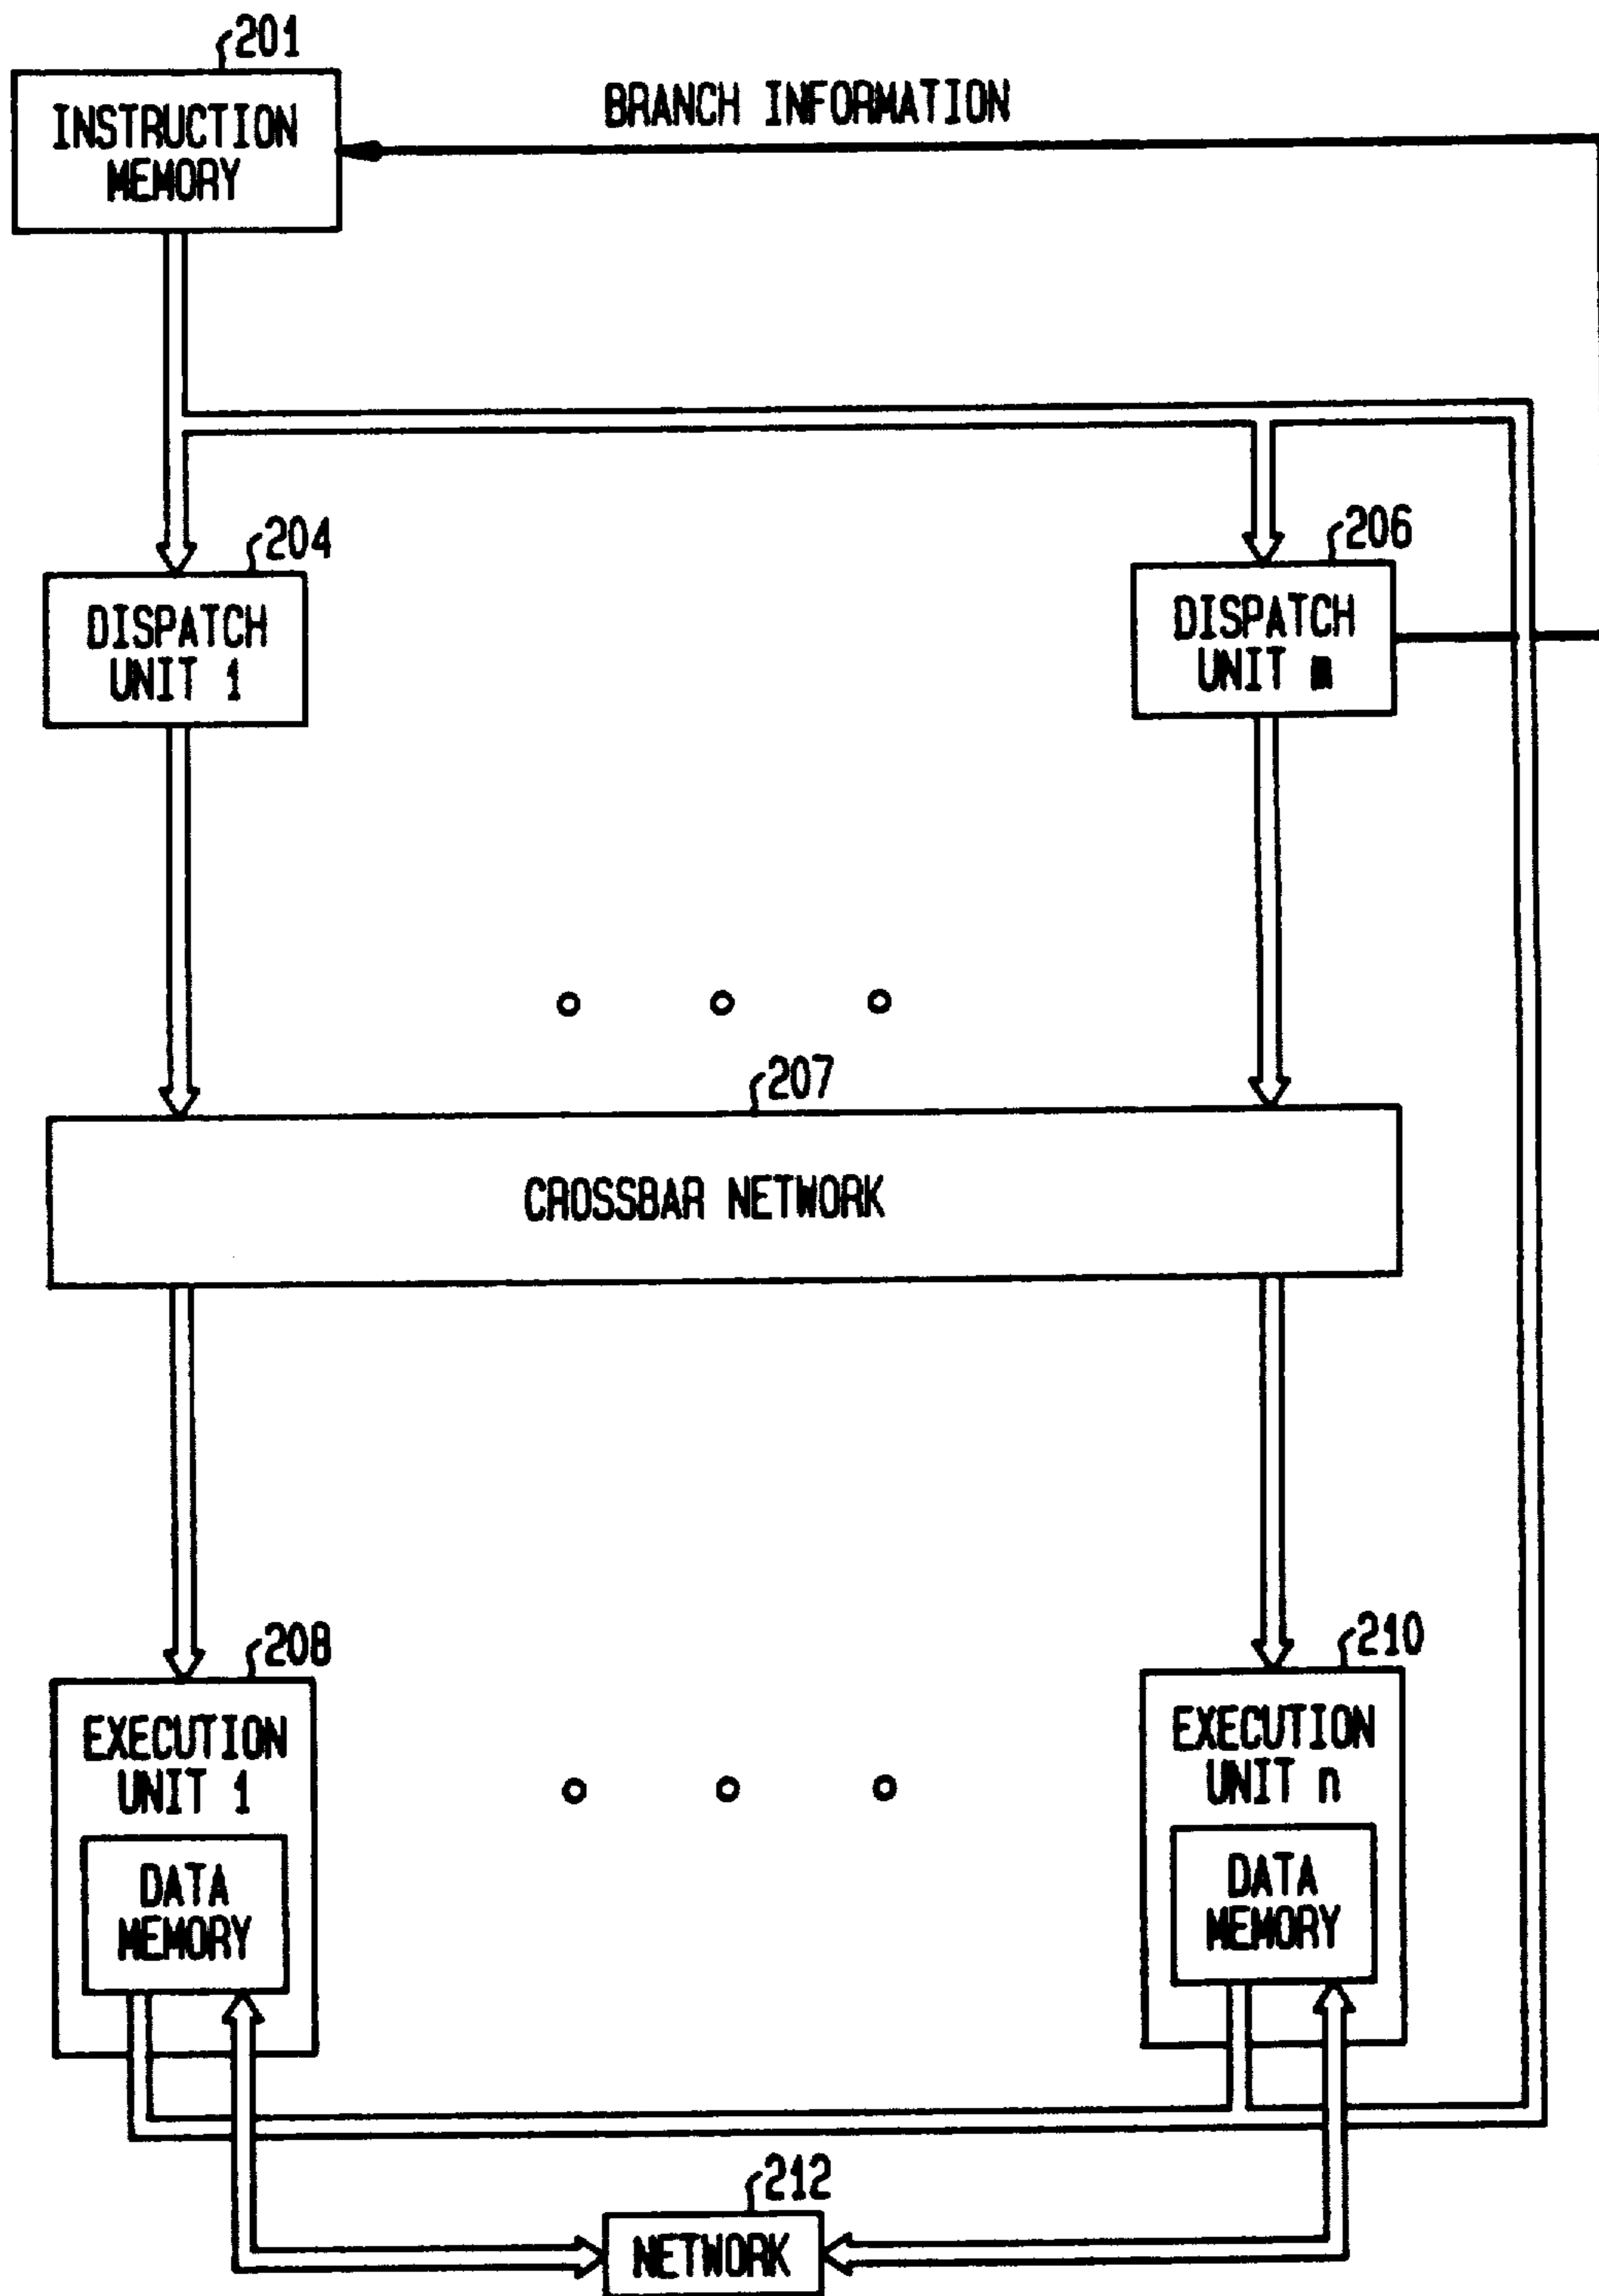 201
INSTRUCTION
MEMORY
BRANCH INFORMATION
204
DISPATCH
UNIT 1
206
DISPATCH
UNIT m
207
CROSSBAR NETWORK
208
EXECUTION
UNIT 1
DATA
MEMORY
210
EXECUTION
UNIT n
DATA
MEMORY
212
NETWORK